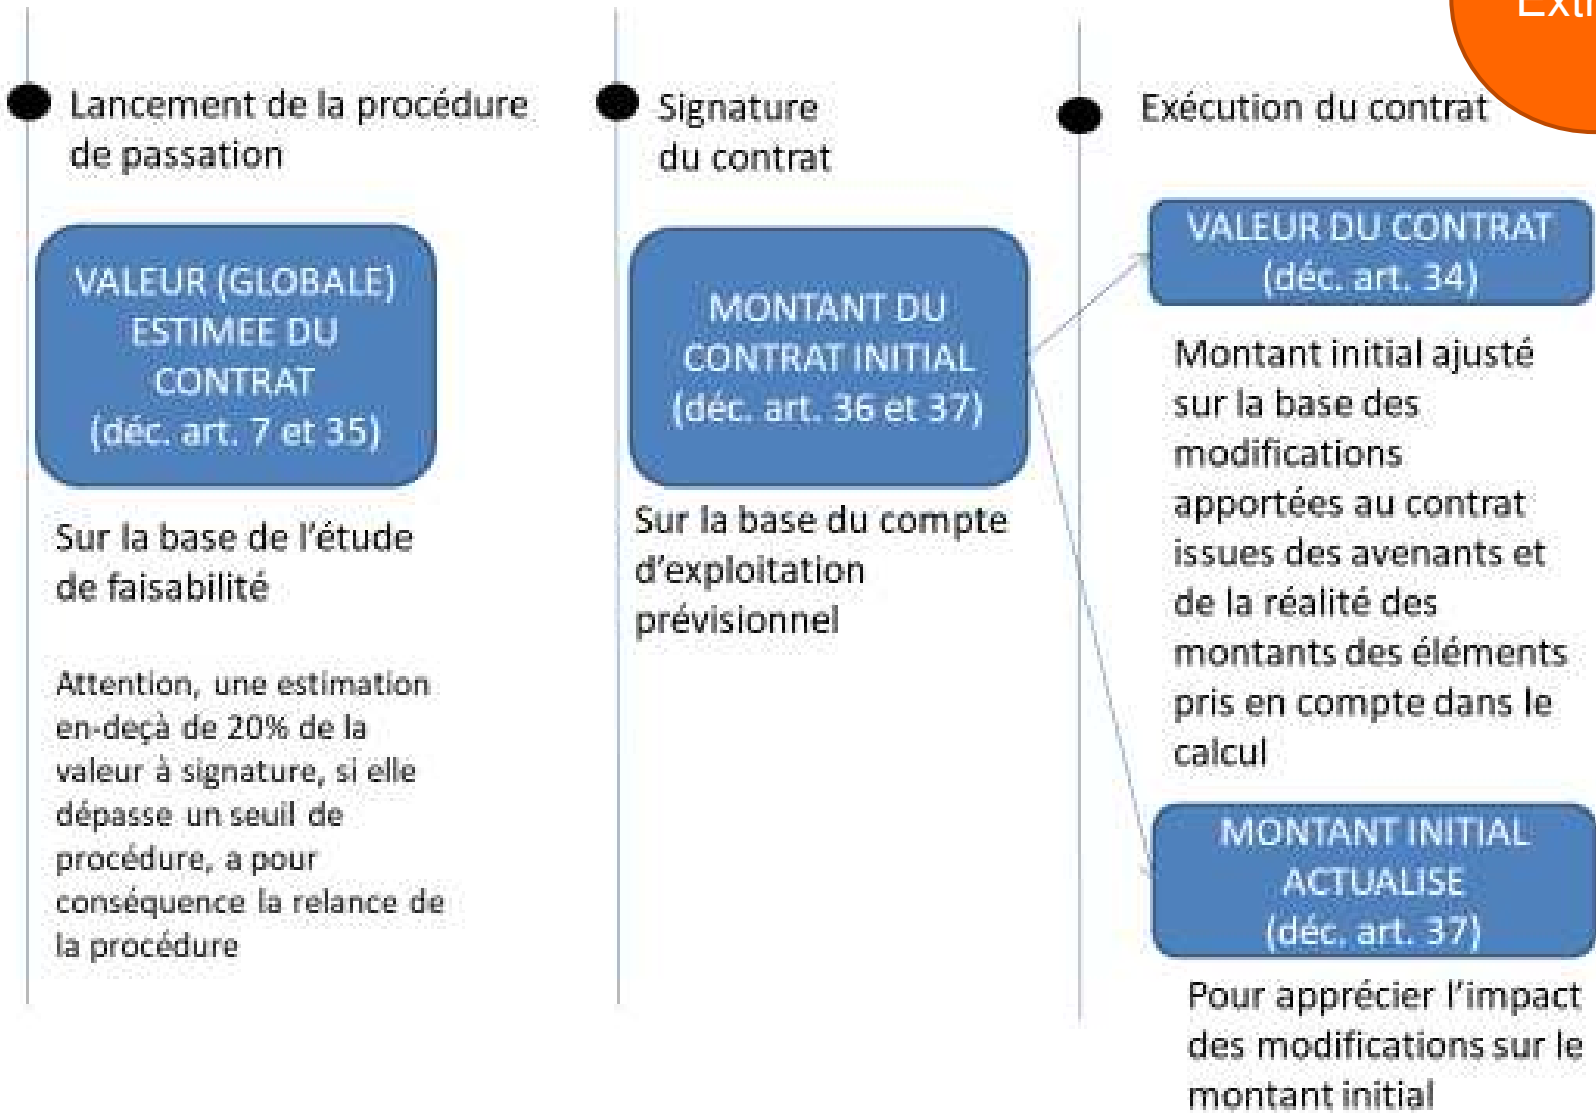 Extr
Lancement de la procédure
de passation
VALEUR (GLOBALE)
ESTIMEE DU
CONTRAT
(déc. art. 7 et 35)
Sur la base de l'étude
de faisabilité
Attention, une estimation
en-deçà de 20% de la
valeur à signature, si elle
dépasse un seuil de
procédure, a pour
conséquence la relance de
la procédure
Signature
du contrat
MONTANT DU
CONTRAT INITIAL
(déc. art. 36 et 37)
Sur la base du compte
d'exploitation
prévisionnel
Exécution du contrat
VALEUR DU CONTRAT
(déc. art. 34)
Montant initial ajusté
sur la base des
modifications
apportées au contrat
issues des avenants et
de la réalité des
montants des éléments
pris en compte dans le
calcul
MONTANT INITIAL
ACTUALISE
(déc. art. 37)
Pour apprécier l'impact
des modifications sur le
montant initial